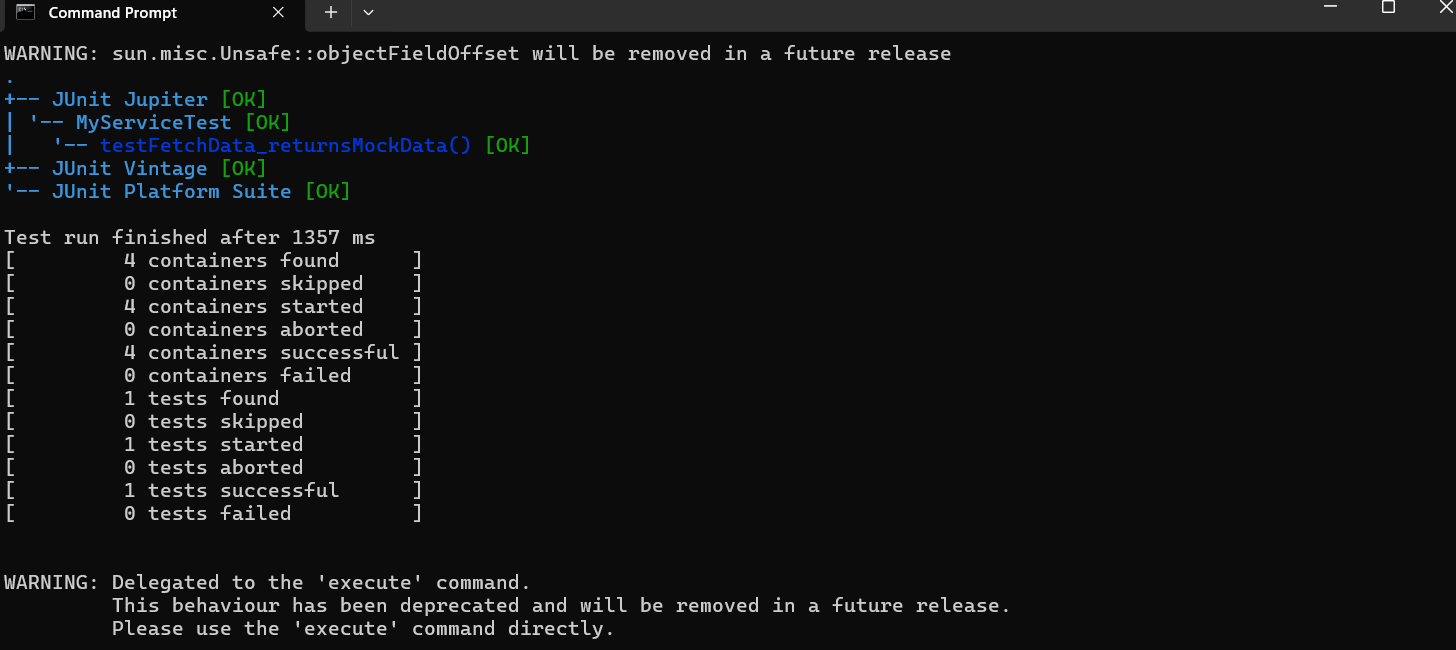 Command Prompt
WARNING: sun.misc.Unsafe::objectFieldOffset will be removed in a future release
.
+-- JUnit Jupiter [OK]
| '-- MyServiceTest [OK]
|   '-- testFetchData_returnsMockData() [OK]
+-- JUnit Vintage [OK]
'-- JUnit Platform Suite [OK]
Test run finished after 1357 ms
[         4 containers found      ]
[         0 containers skipped    ]
[         4 containers started    ]
[         0 containers aborted    ]
[         4 containers successful ]
[         0 containers failed     ]
[         1 tests found           ]
[         0 tests skipped         ]
[         1 tests started         ]
[         0 tests aborted         ]
[         1 tests successful      ]
[         0 tests failed          ]
WARNING: Delegated to the 'execute' command.
         This behaviour has been deprecated and will be removed in a future release.
         Please use the 'execute' command directly.